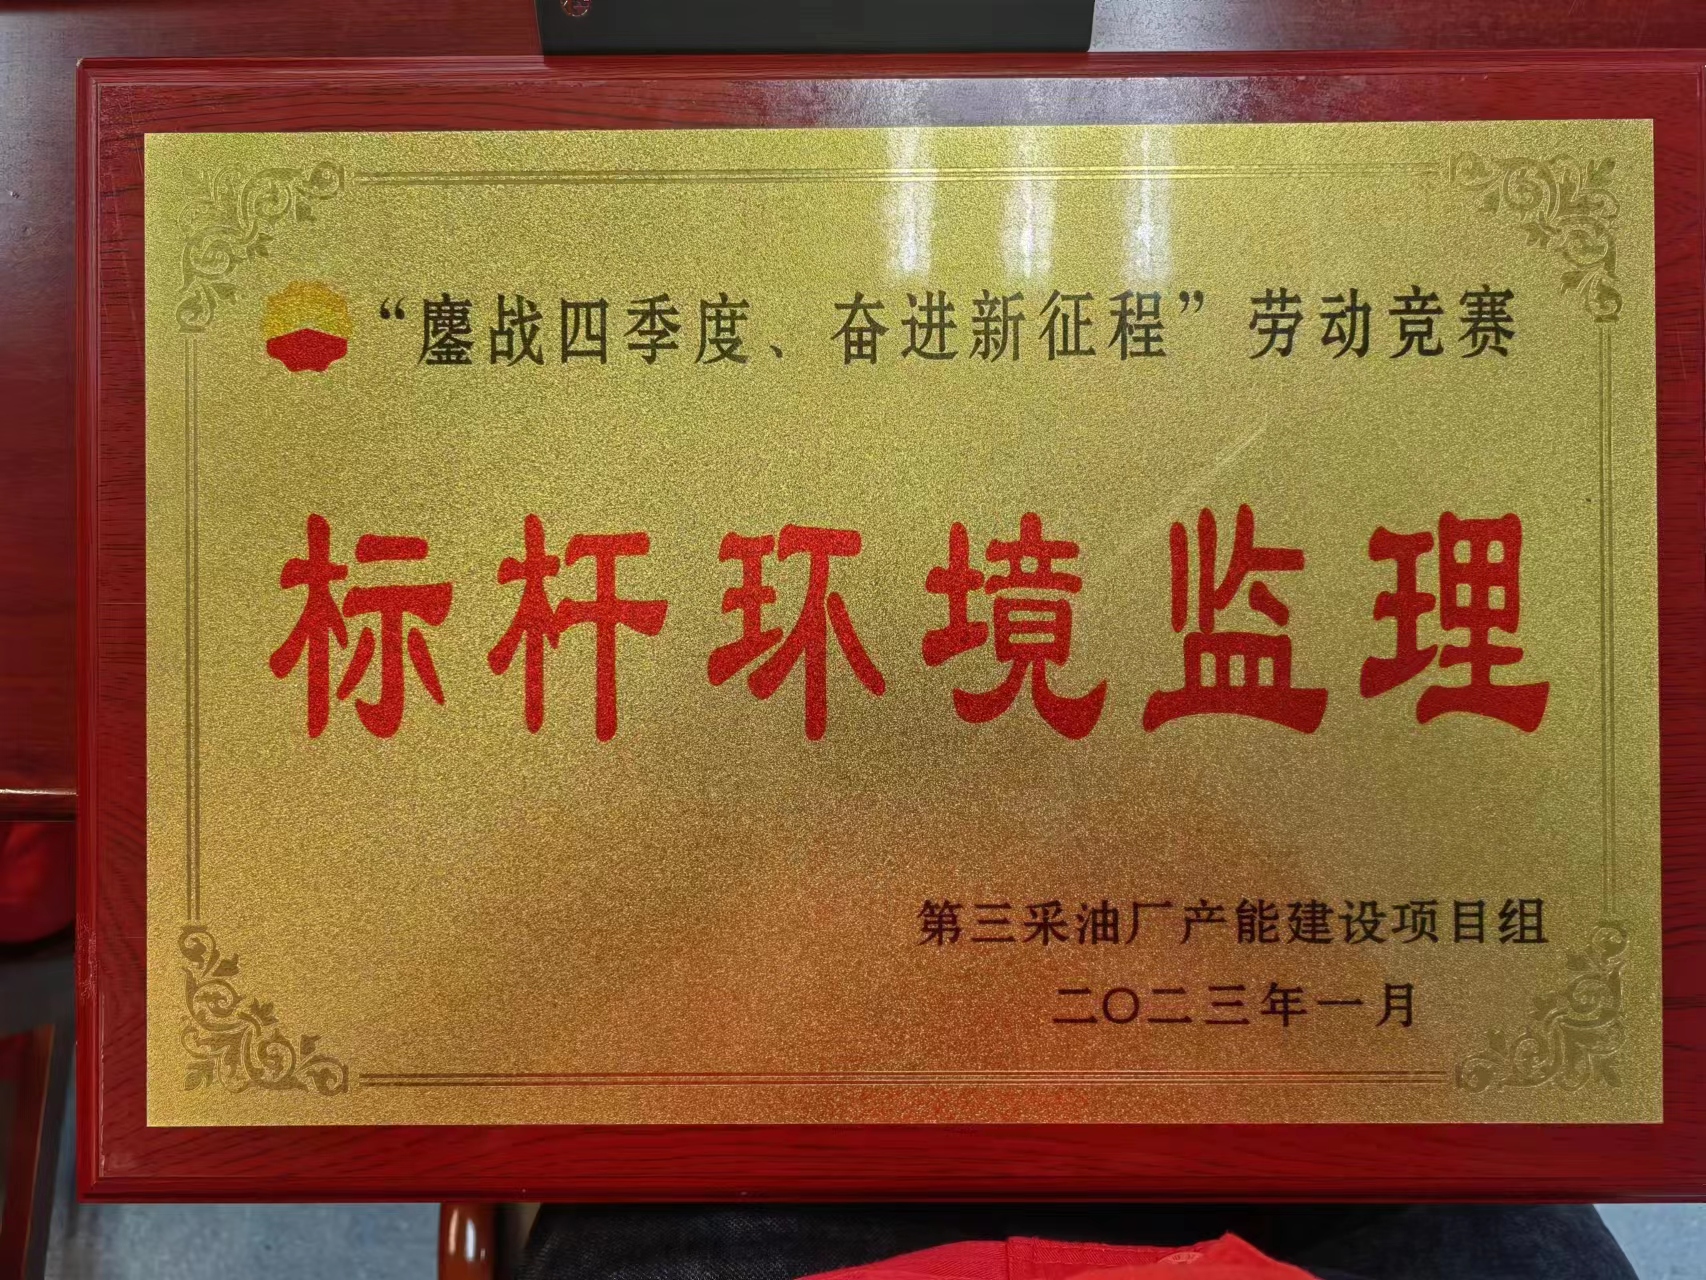 “鏖战四季度、奋进新征程”劳动竞赛
标杆环境监理
第三采油厂产能建设项目组
二〇二三年一月